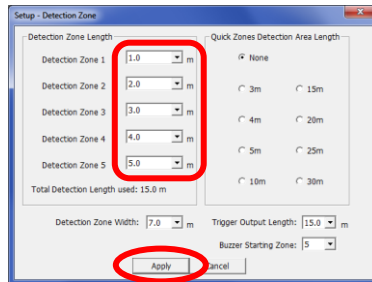 Setup - Detection Zone
Detection Zone Length
Detection Zone 1 1.0 m
Detection Zone 2 2.0 m
Detection Zone 3 3.0 m
Detection Zone 4 4.0 m
Detection Zone 5 5.0 m
Total Detection Length used: 15.0 m
Quick Zones Detection Area Length
None
3m 15m
4m 20m
5m 25m
10m 30m
Detection Zone Width: 7.0 m
Trigger Output Length: 15.0 m
Buzzer Starting Zone: 5
Apply
Cancel